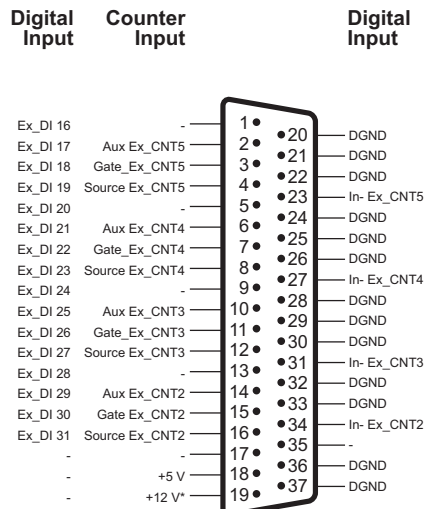 Digital Input Counter Input Digital Input
Ex_DI 16 - 1 20 DGND
Ex_DI 17 Aux Ex_CNT5 2 21 DGND
Ex_DI 18 Gate_Ex_CNT5 3 22 DGND
Ex_DI 19 Source Ex_CNT5 4 23 In- Ex_CNT5
Ex_DI 20 - 5 24 DGND
Ex_DI 21 Aux Ex_CNT4 6 25 DGND
Ex_DI 22 Gate_Ex_CNT4 7 26 DGND
Ex_DI 23 Source Ex_CNT4 8 27 In- Ex_CNT4
Ex_DI 24 - 9 28 DGND
Ex_DI 25 Aux Ex_CNT3 10 29 DGND
Ex_DI 26 Gate_Ex_CNT3 11 30 DGND
Ex_DI 27 Source Ex_CNT3 12 31 In- Ex_CNT3
Ex_DI 28 - 13 32 DGND
Ex_DI 29 Aux Ex_CNT2 14 33 DGND
Ex_DI 30 Gate Ex_CNT2 15 34 In- Ex_CNT2
Ex_DI 31 Source Ex_CNT2 16 35 -
- - 17 36 DGND
- +5 V 18 37 DGND
- +12 V* 19